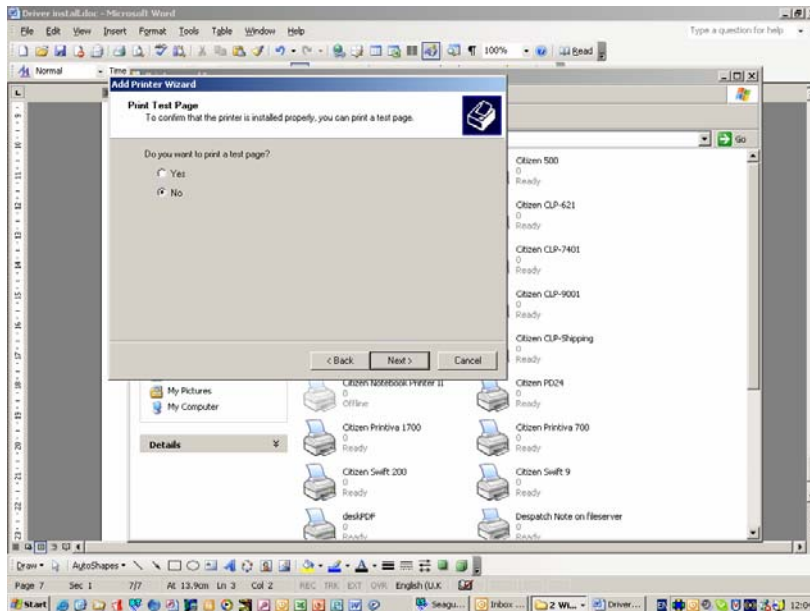 Driver install.doc - Microsoft Word
File Edit View Insert Format Tools Table Window Help
Type a question for help
100%
Read
Normal
Time
Add Printer Wizard
Print Test Page
To confirm that the printer is installed properly, you can print a test page.
Do you want to print a test page?
Yes
No
< Back
Next >
Cancel
Go
Citizen 500
0
Ready
Citizen CLP-621
0
Ready
Citizen CLP-7401
0
Ready
Citizen CLP-9001
0
Ready
Citizen CLP-Shipping
0
Ready
My Pictures
My Computer
Details
Citizen Notebook Printer II
0
Offline
Citizen PD24
0
Ready
Citizen Printiva 1700
0
Ready
Citizen Printiva 700
0
Ready
Citizen Swift 200
0
Ready
Citizen Swift 9
0
Ready
deskPDF
0
Ready
Despatch Note on fileserver
0
Ready
Draw AutoShapes
Page 7 Sec 1 7/7 At 13.9cm Ln 3 Col 2 REC TRK EXT OVR English (U.K
Start
Seagu...
Inbox ...
2 Wi...
Driver...